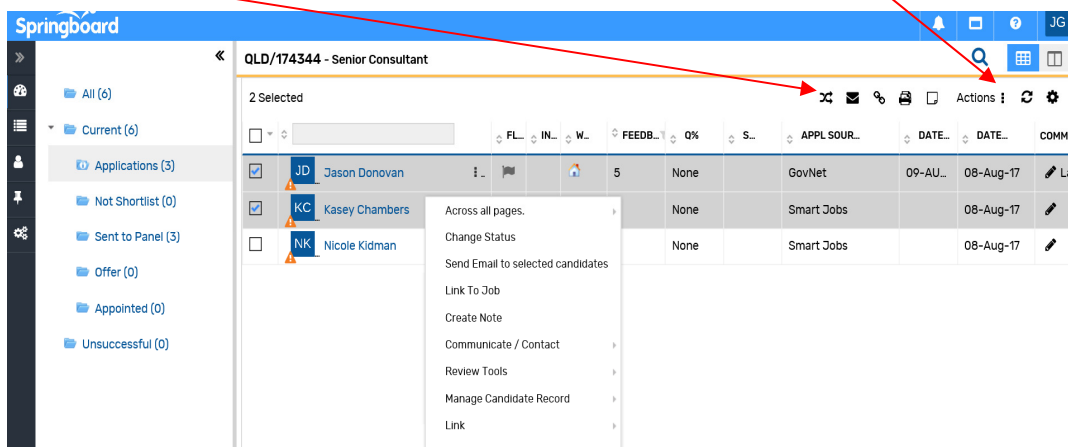 Springboard
JG
QLD/174344 - Senior Consultant
All (6)
Current (6)
Applications (3)
Not Shortlist (0)
Sent to Panel (3)
Offer (0)
Appointed (0)
Unsuccessful (0)
2 Selected
Actions
FL... IN... W... FEEDB... Q% S... APPL SOUR... DATE... DATE... COMM
JD Jason Donovan 5 None GovNet 09-AU... 08-Aug-17 La
KC Kasey Chambers None Smart Jobs 08-Aug-17
NK Nicole Kidman None Smart Jobs 08-Aug-17
Across all pages.
Change Status
Send Email to selected candidates
Link To Job
Create Note
Communicate / Contact
Review Tools
Manage Candidate Record
Link